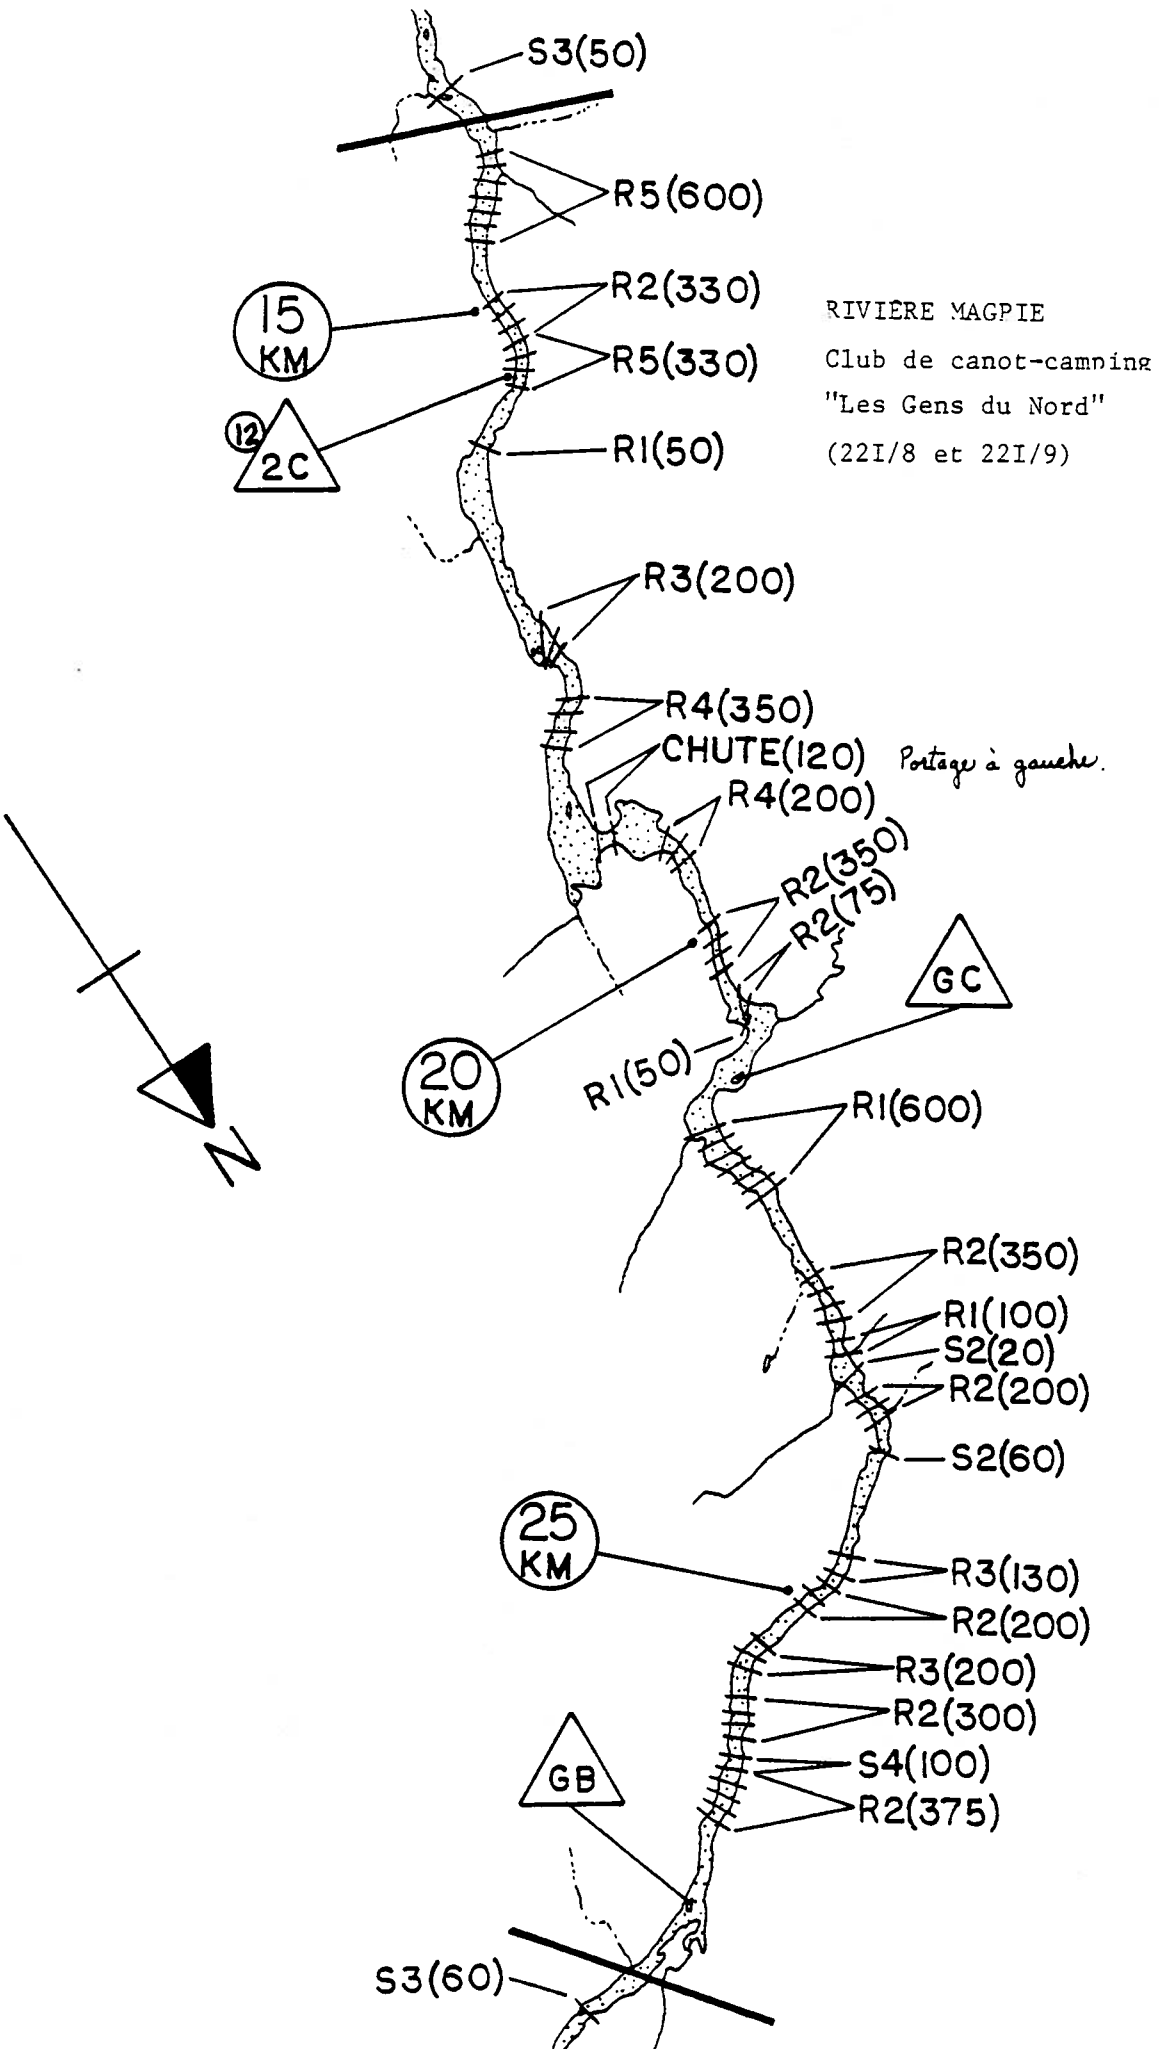 S3(50)
R5(600)
R2(330)
15
KM
RIVIÈRE MAGPIE
R5(330)
Club de canot-camping
"Les Gens du Nord"
12
2C
R1(50)
(22I/8 et 22I/9)
R3(200)
R4(350)
CHUTE(120) Portage à gauche.
R4(200)
R2(350)
R2(75)
GC
20
KM
R1(50)
R1(600)
N
R2(350)
R1(100)
S2(20)
R2(200)
S2(60)
25
KM
R3(130)
R2(200)
R3(200)
R2(300)
S4(100)
GB
R2(375)
S3(60)